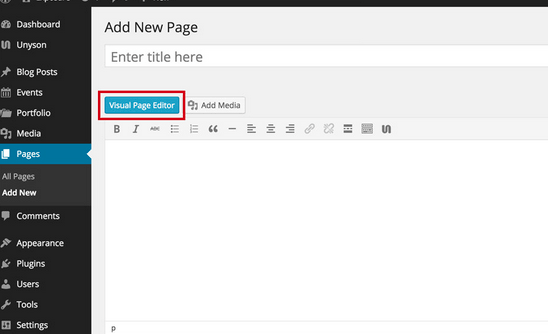 Dashboard
Unyson
Blog Posts
Events
Portfolio
Media
Pages
All Pages
Add New
Comments
Appearance
Plugins
Users
Tools
Settings
Add New Page
Enter title here
Visual Page Editor
Add Media
B I ABC
p